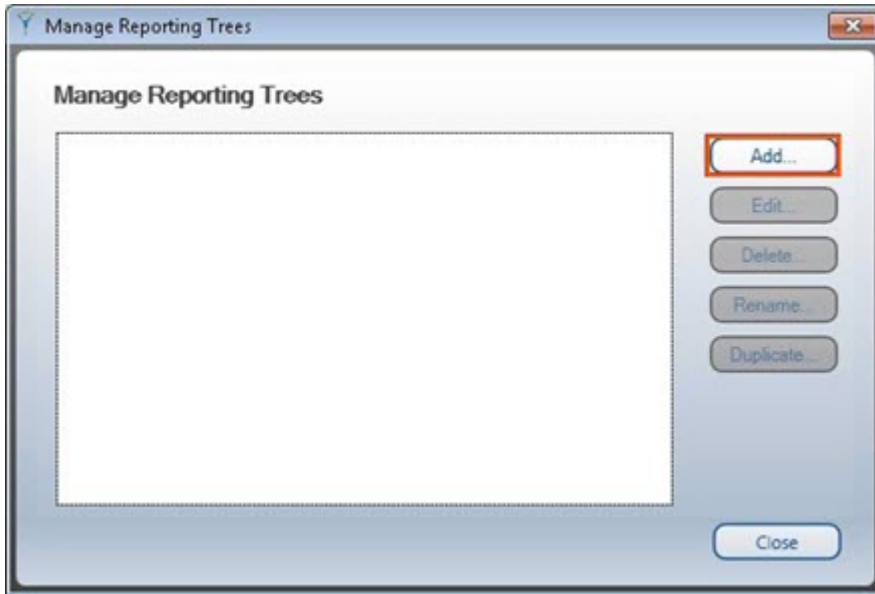 Manage Reporting Trees
Manage Reporting Trees
Add...
Edit...
Delete...
Rename...
Duplicate...
Close